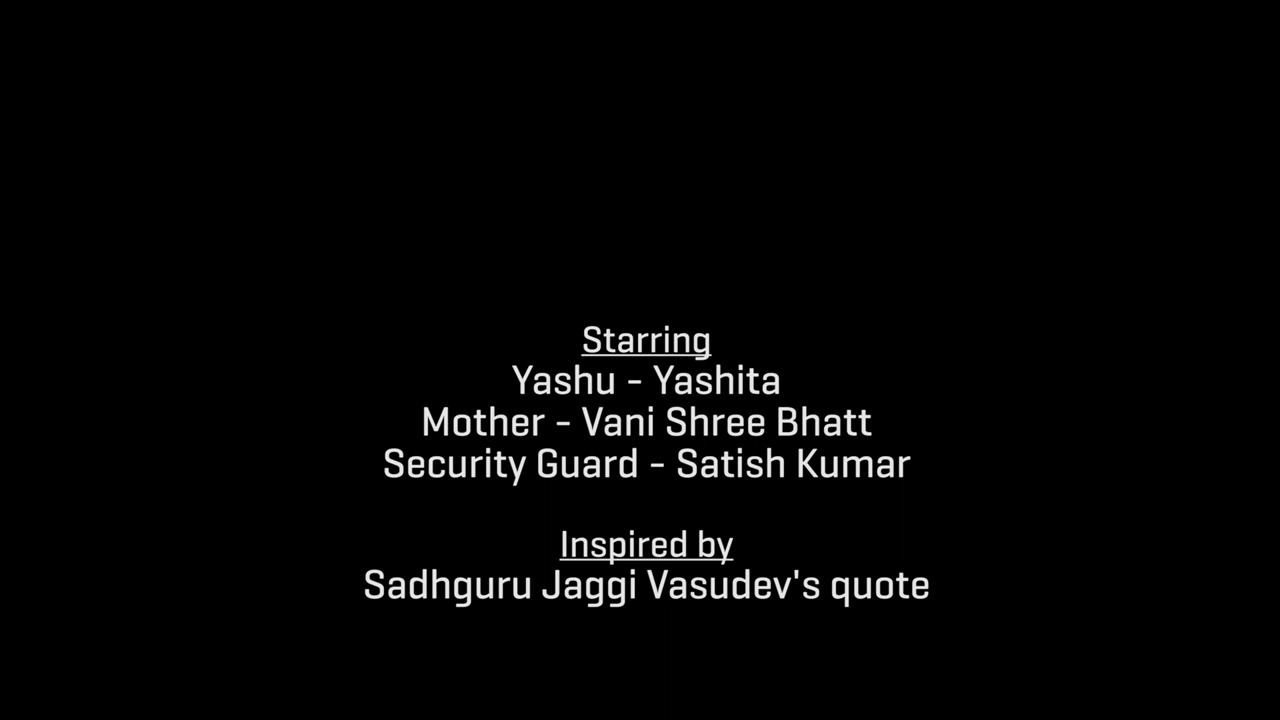 Starring
Yashu - Yashita
Mother - Vani Shree Bhatt
Security Guard - Satish Kumar
Inspired by
Sadhguru Jaggi Vasudev's quote